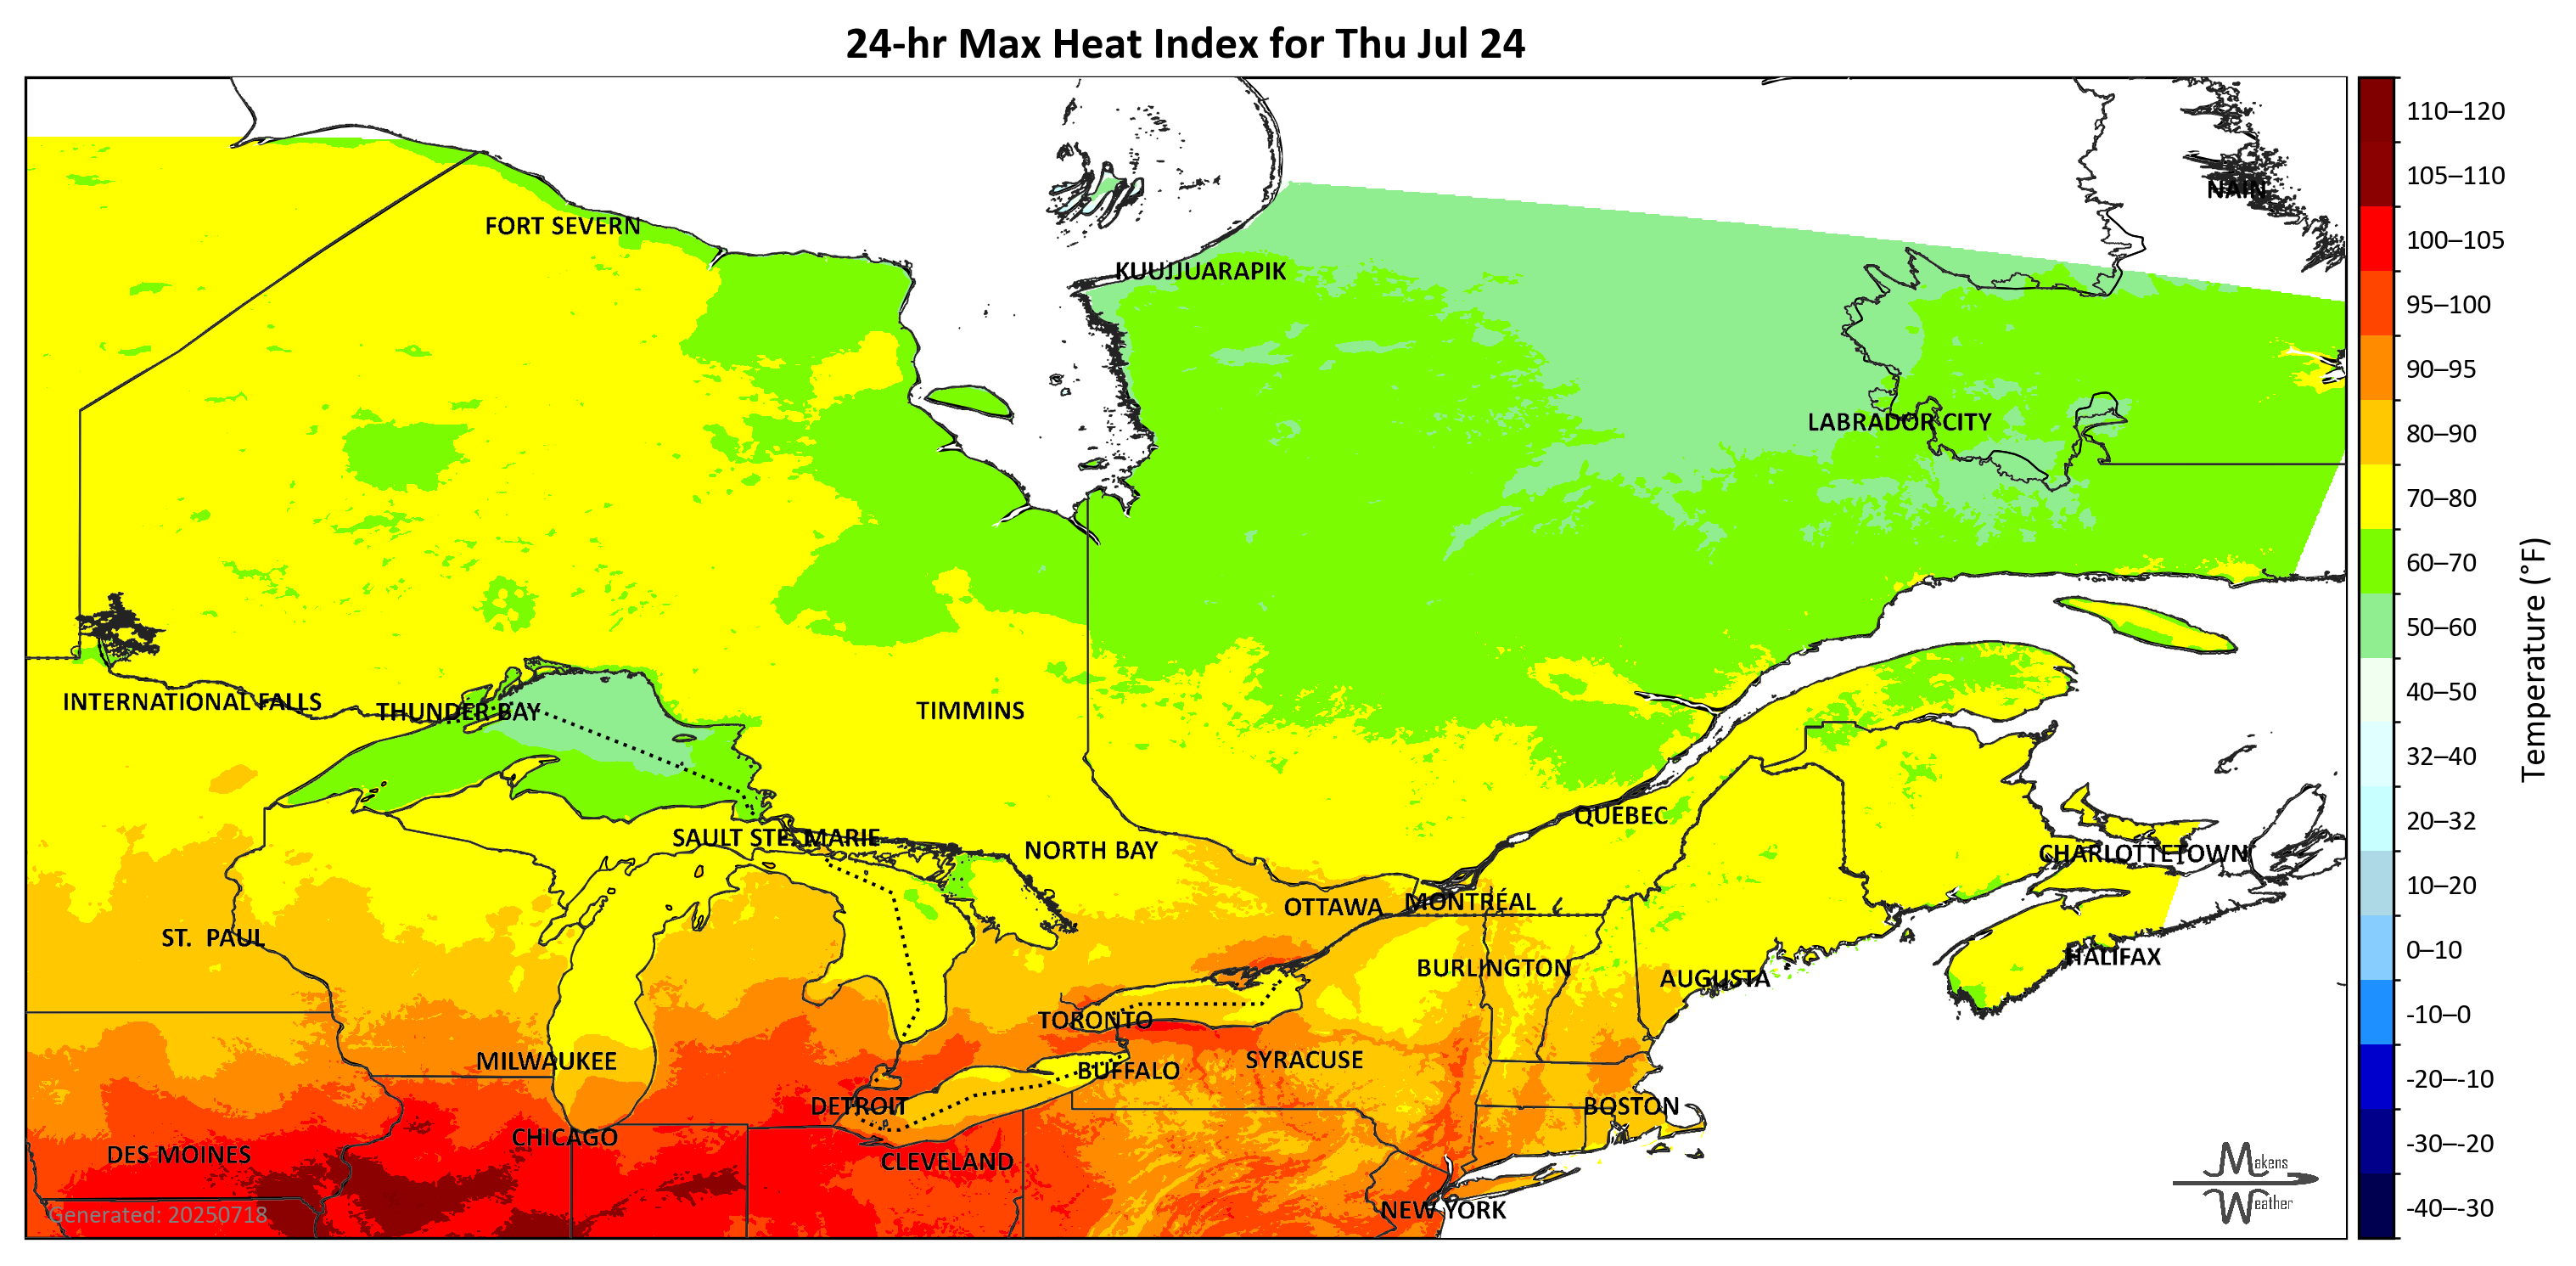 24-hr Max Heat Index for Thu Jul 24
110–120
105–110
NAIN
FORT SEVERN
100–105
KUUJJUARAPIK
95–100
90–95
LABRADOR CITY
80–90
70–80
60–70
50–60
Temperature (°F)
INTERNATIONAL FALLS
THUNDER BAY
TIMMINS
40–50
32–40
QUEBEC
20–32
SAULT STE. MARIE
NORTH BAY
CHARLOTTETOWN
10–20
OTTAWA
MONTRÉAL
ST. PAUL
0–10
HALIFAX
BURLINGTON
AUGUSTA
-10–0
TORONTO
MILWAUKEE
SYRACUSE
BUFFALO
-20–-10
DETROIT
BOSTON
CHICAGO
-30–-20
DES MOINES
CLEVELAND
Makens
Weather
-40–-30
NEW YORK
Generated: 20250718